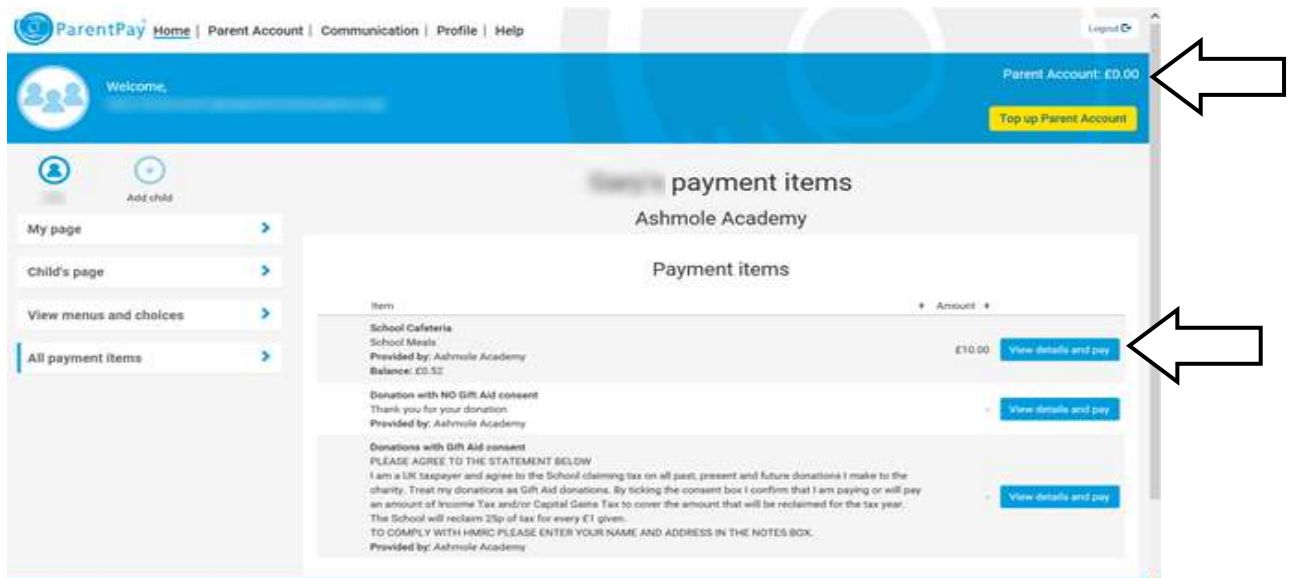 ParentPay Home | Parent Account | Communication | Profile | Help
Logout
Welcome,
Parent Account: £0.00
Top up Parent Account
Add child
payment items
Ashmole Academy
My page
Child's page
View menus and choices
All payment items
Payment items
Item Amount
School Cafeteria
School Meals
Provided by: Ashmole Academy
Balance: £0.52
£10.00 View details and pay
Donation with NO Gift Aid consent
Thank you for your donation
Provided by: Ashmole Academy
- View details and pay
Donations with Gift Aid consent
PLEASE AGREE TO THE STATEMENT BELOW
I am a UK taxpayer and agree to the School claiming tax on all past, present and future donations I make to the
charity. Treat my donations as Gift Aid donations. By ticking the consent box I confirm that I am paying or will pay
an amount of Income Tax and/or Capital Gains Tax to cover the amount that will be reclaimed for the tax year.
The School will reclaim 25p of tax for every £1 given.
TO COMPLY WITH HMRC PLEASE ENTER YOUR NAME AND ADDRESS IN THE NOTES BOX.
Provided by: Ashmole Academy
- View details and pay